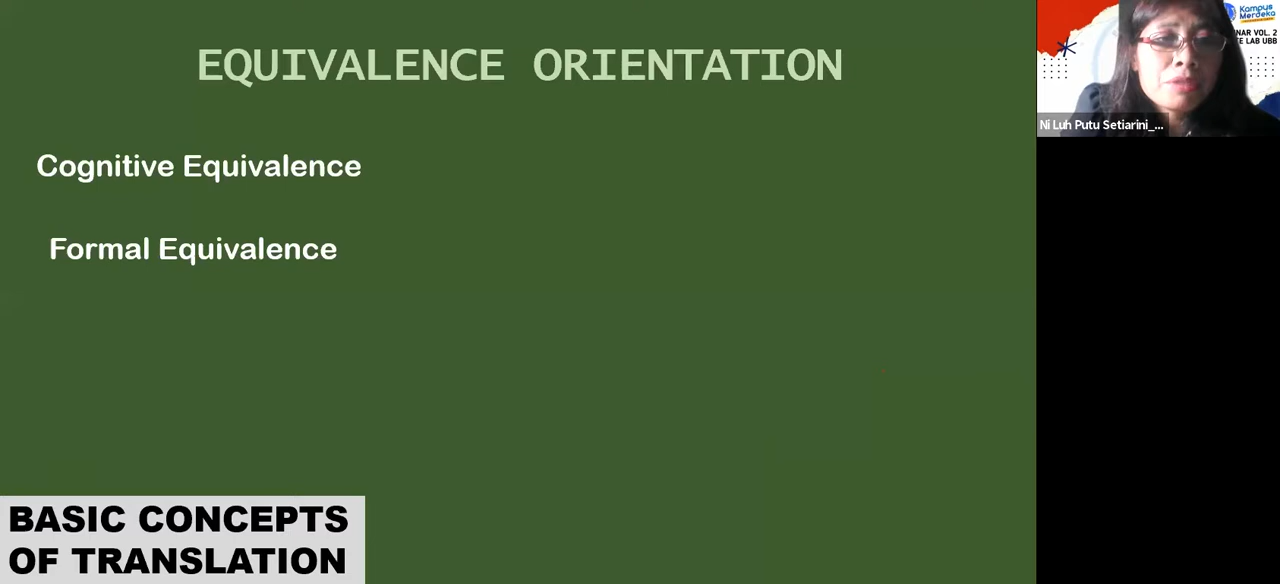 EQUIVALENCE ORIENTATION
Cognitive Equivalence
Formal Equivalence
BASIC CONCEPTS
OF TRANSLATION
Kampus
Merdeka
NAR VOL. 2
LAB UBB
Ni Luh Putu Setiarini_...